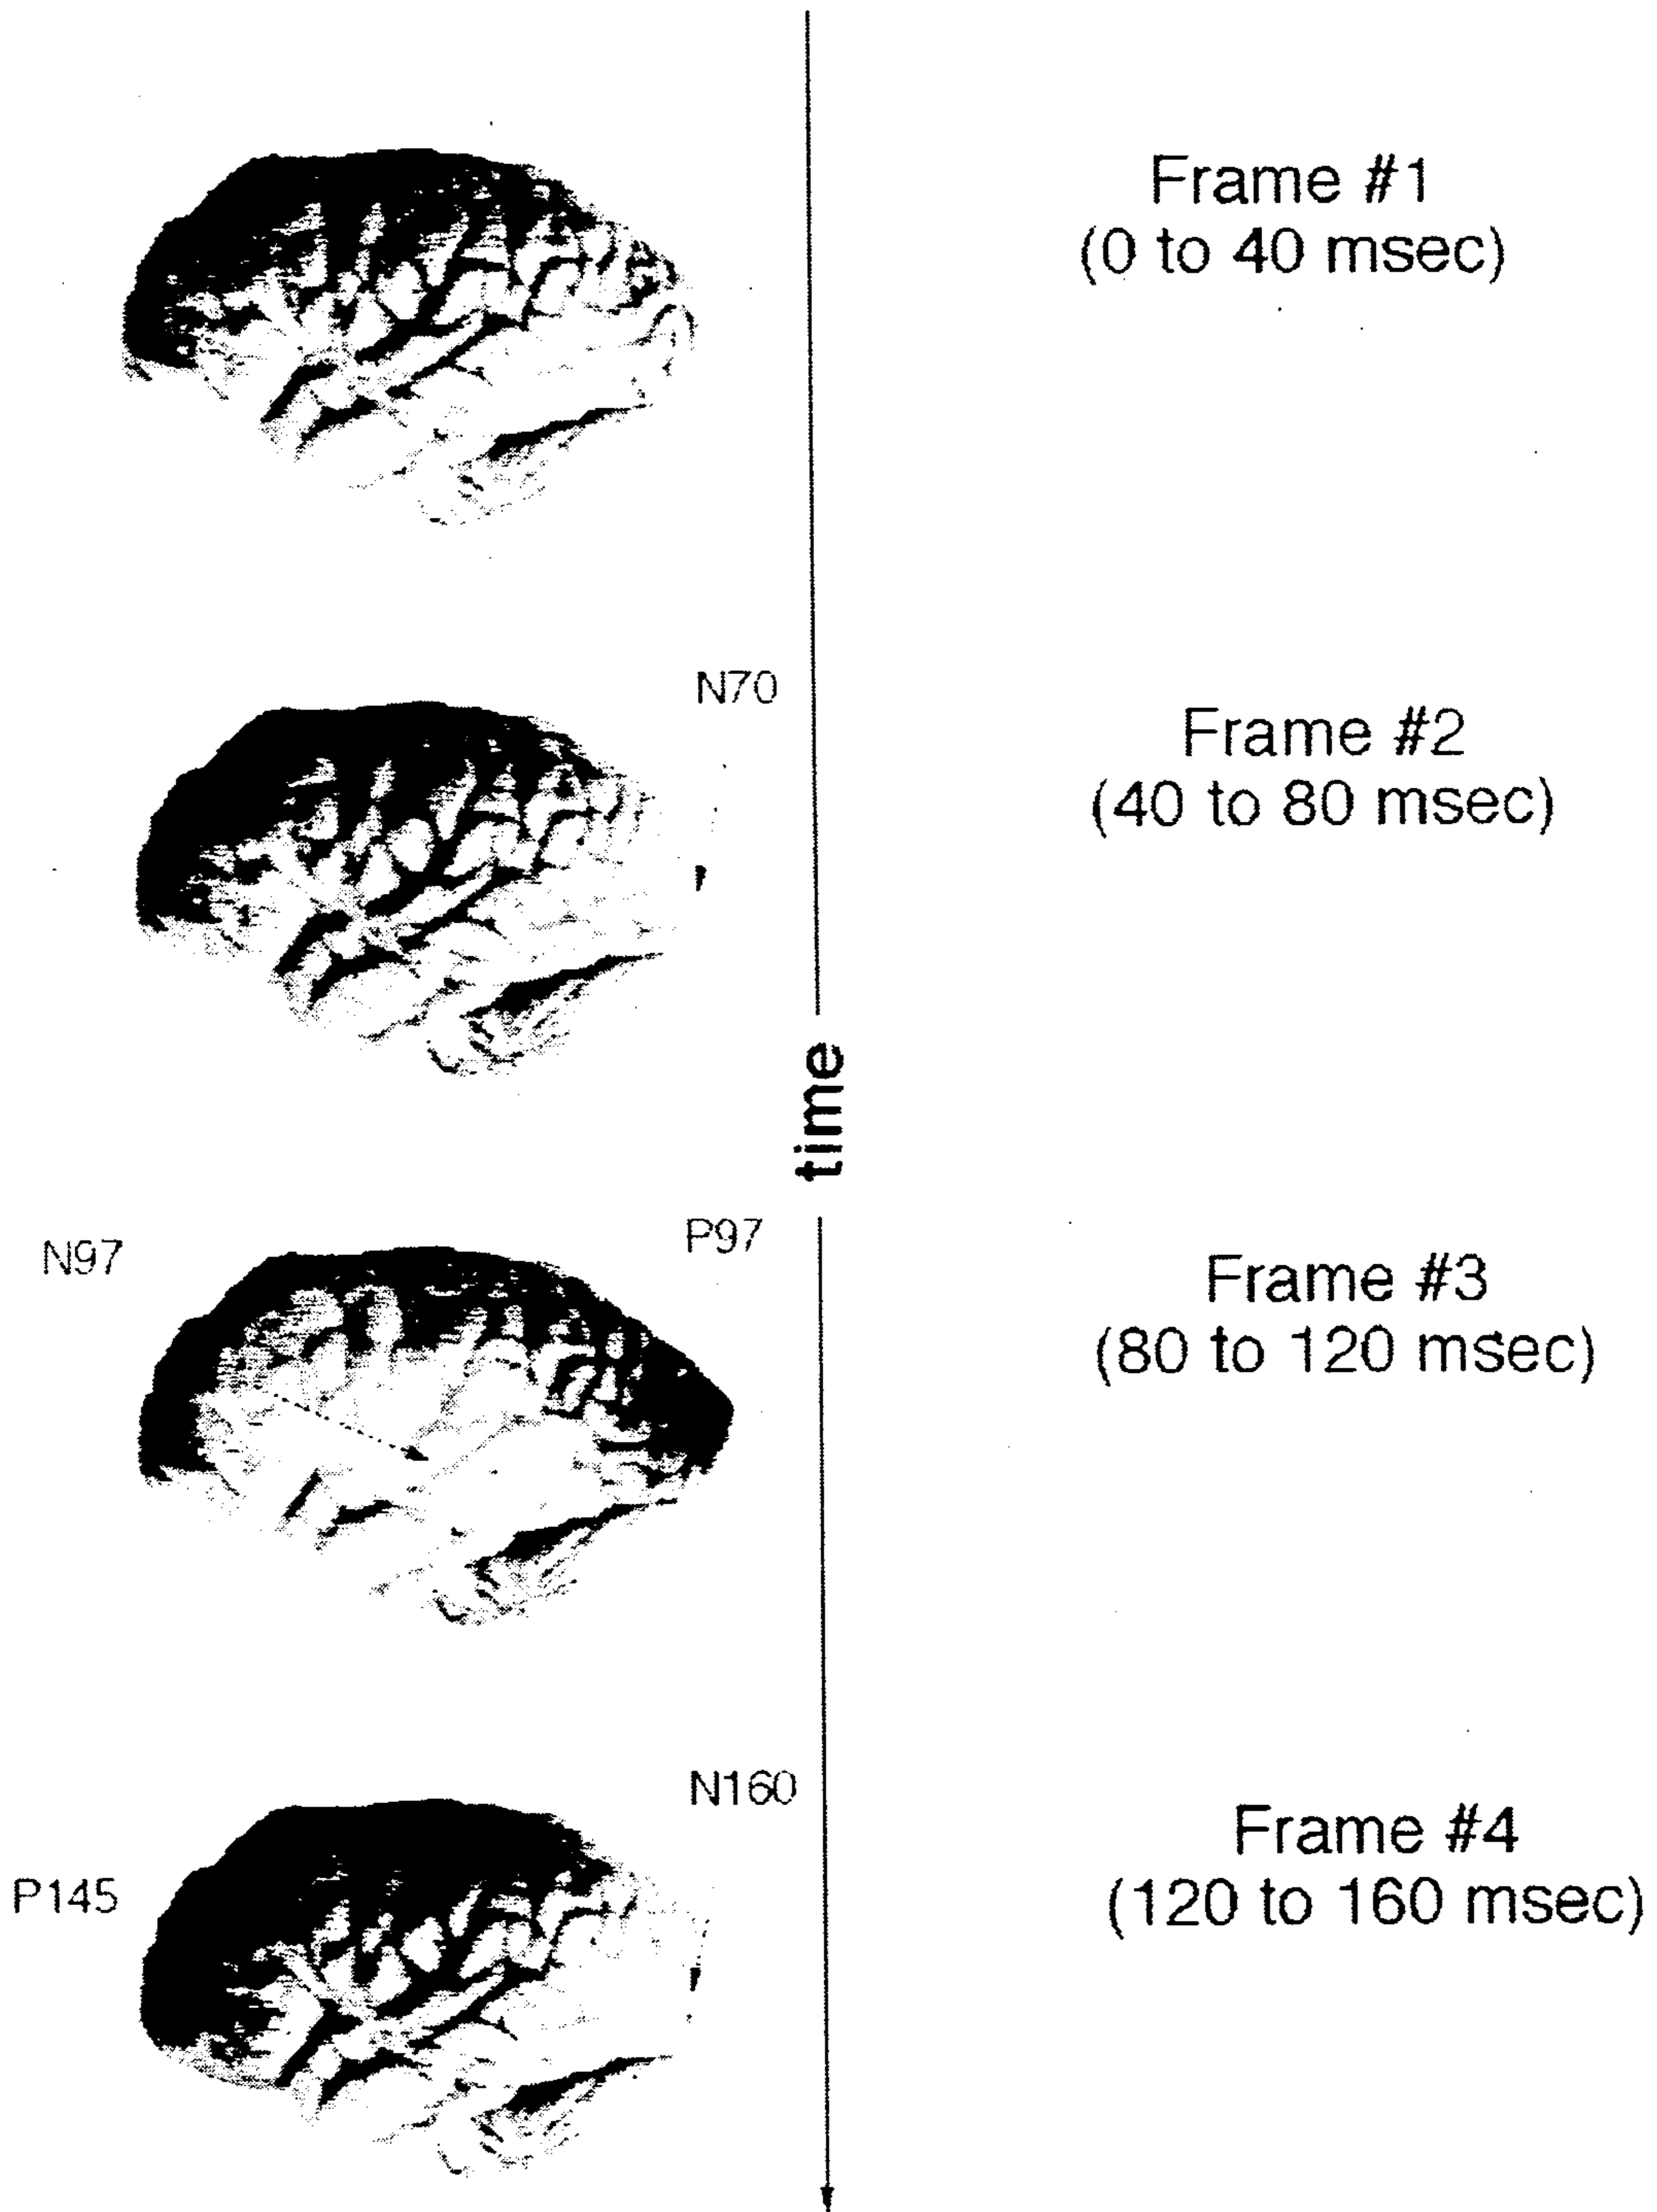 Frame #1
(0 to 40 msec)
N70
Frame #2
(40 to 80 msec)
time
N97
P97
Frame #3
(80 to 120 msec)
N160
P145
Frame #4
(120 to 160 msec)